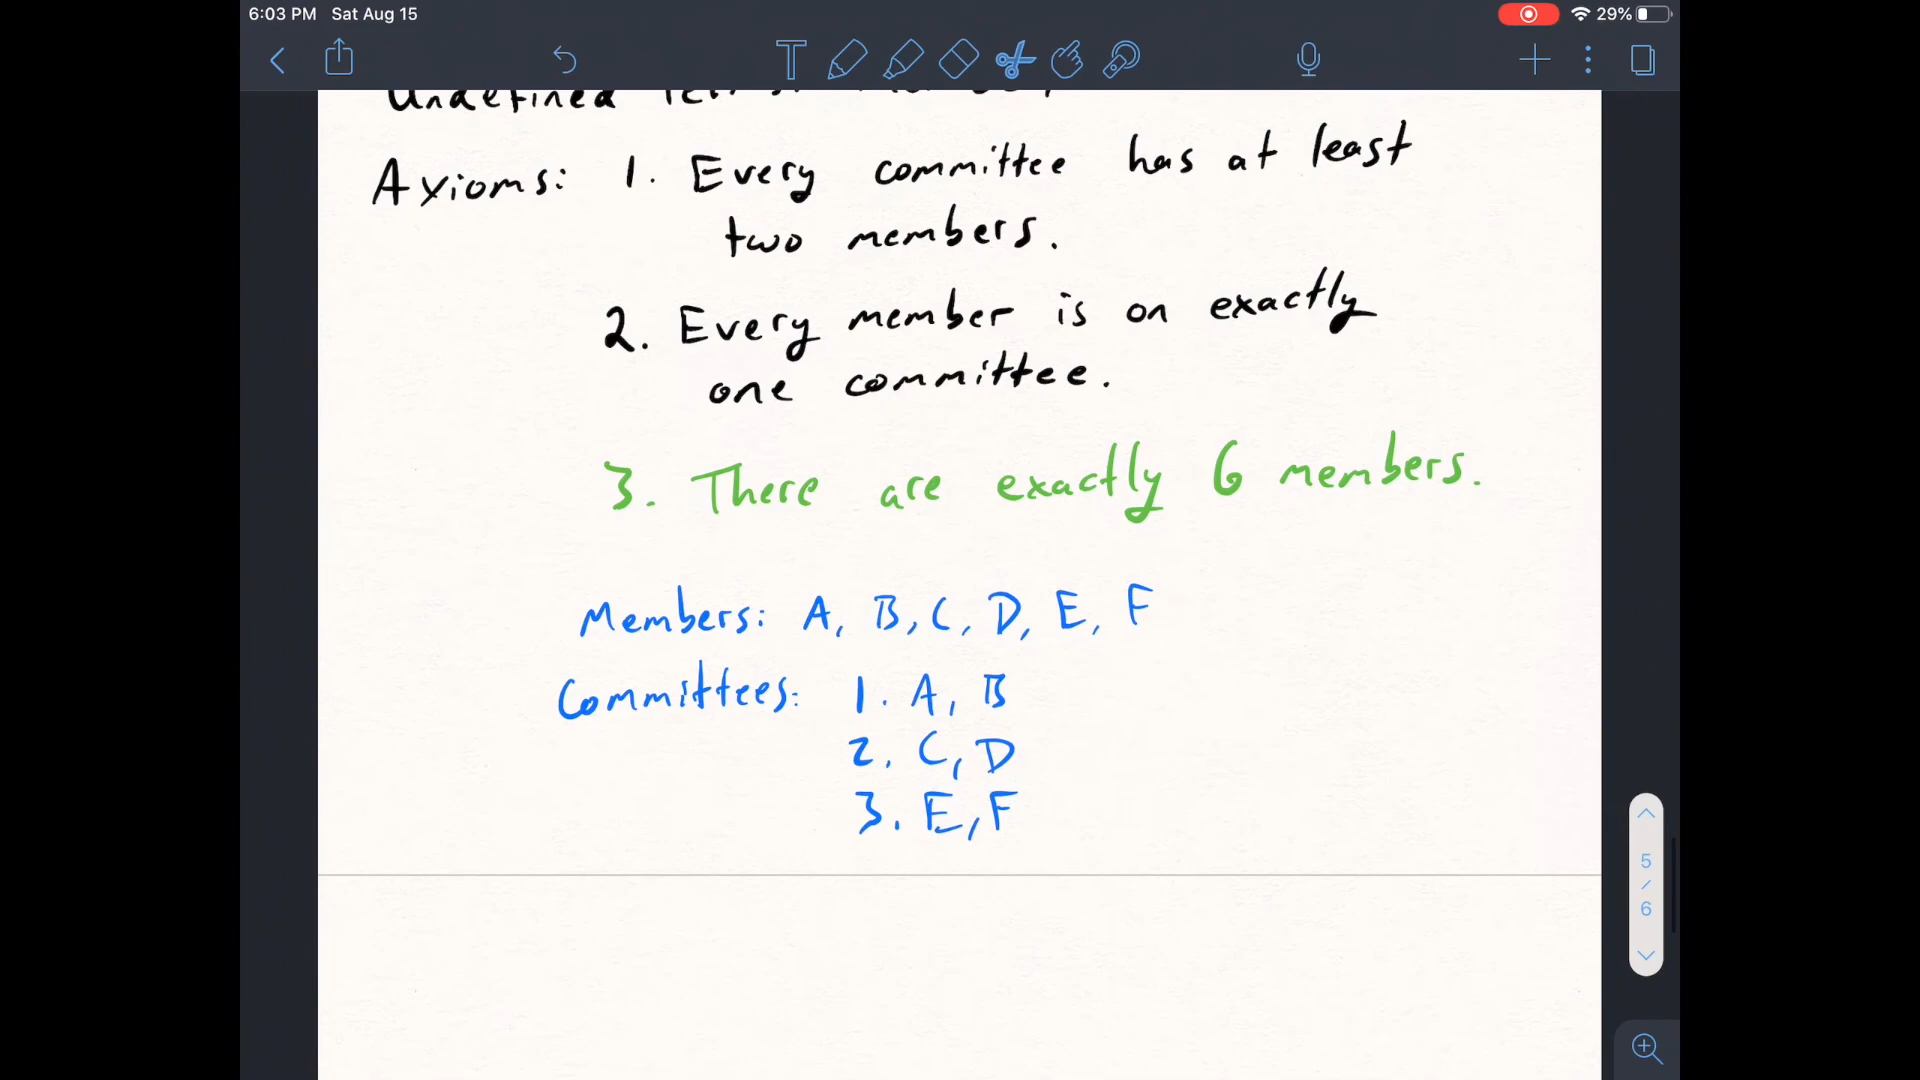 6:03 PM Sat Aug 15
29%
T
Undefined
Axioms: 1. Every committee has at least
two members.
2. Every member is on exactly
one committee.
3. There are exactly 6 members.
Members: A, B, C, D, E, F
Committees: 1. A, B
2. C, D
3. E, F
5
/
6